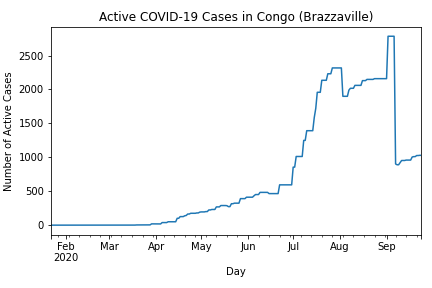 Active COVID-19 Cases in Congo (Brazzaville)
Number of Active Cases
2500
2000
1500
1000
500
0
Feb Mar Apr May Jun Jul Aug Sep
2020
Day